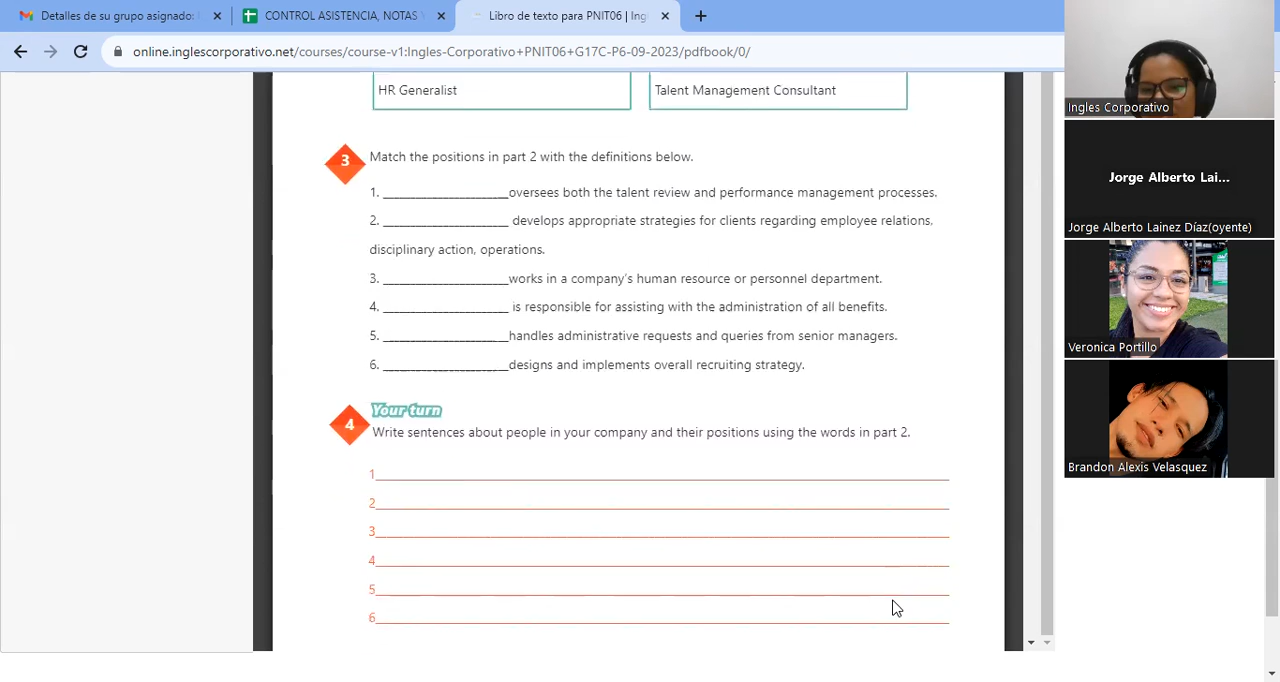 Detalles de su grupo asignado:
CONTROL ASISTENCIA, NOTAS Y
Libro de texto para PNIT06 | Ing
online.inglescorporativo.net/courses/course-v1:Ingles-Corporativo+PNIT06+G17C-P6-09-2023/pdfbook/0/
HR Generalist
Talent Management Consultant
3 Match the positions in part 2 with the definitions below.
1. ____________________oversees both the talent review and performance management processes.
2. ____________________ develops appropriate strategies for clients regarding employee relations,
disciplinary action, operations.
3. ____________________works in a company's human resource or personnel department.
4. ____________________ is responsible for assisting with the administration of all benefits.
5. ____________________handles administrative requests and queries from senior managers.
6. ____________________designs and implements overall recruiting strategy.
Your turn
4 Write sentences about people in your company and their positions using the words in part 2.
1
2
3
4
5
6
Ingles Corporativo
Jorge Alberto Lai...
Jorge Alberto Lainez Díaz(oyente)
Veronica Portillo
Brandon Alexis Velasquez